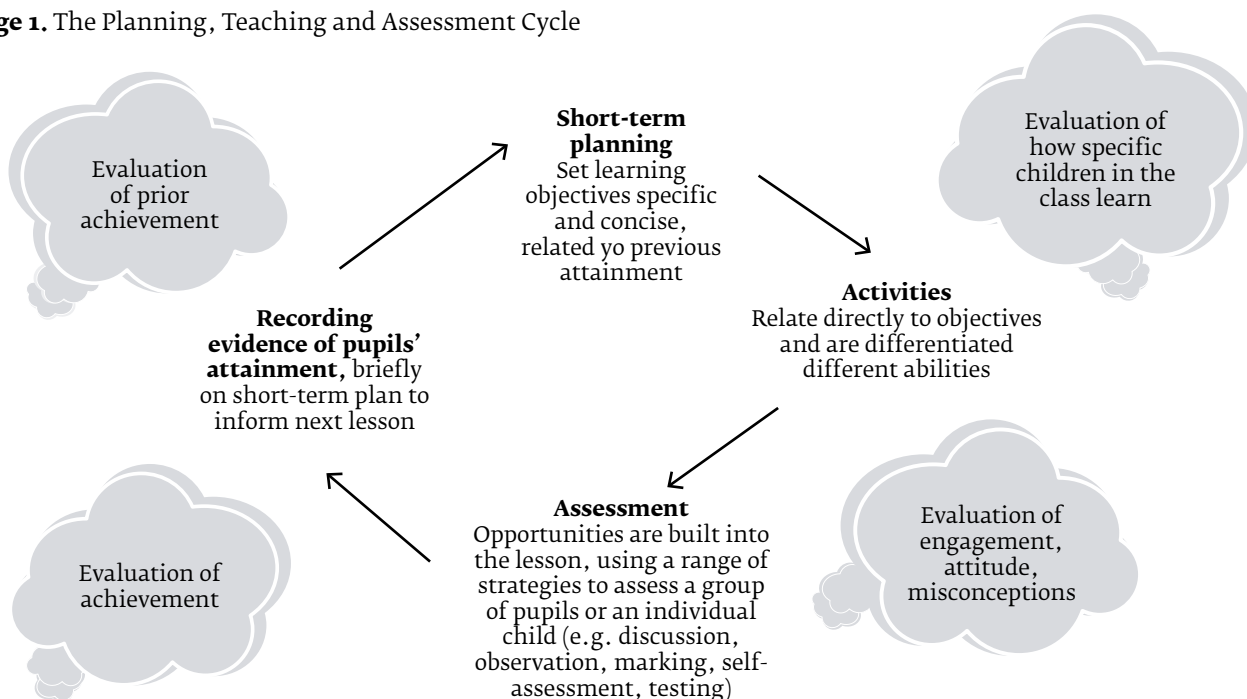 ge 1. The Planning, Teaching and Assessment Cycle
Evaluation
of prior
achievement
Short-term
planning
Set learning
objectives specific
and concise,
related yo previous
attainment
Evaluation of
how specific
children in the
class learn
Activities
Relate directly to objectives
and are differentiated
different abilities
Recording
evidence of pupils’
attainment, briefly
on short-term plan to
inform next lesson
Assessment
Opportunities are built into
the lesson, using a range of
strategies to assess a group
of pupils or an individual
child (e.g. discussion,
observation, marking, self-
assessment, testing)
Evaluation of
engagement,
attitude,
misconceptions
Evaluation of
achievement